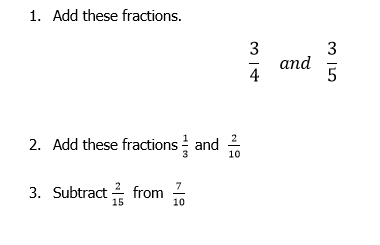 1. Add these fractions.
3/4 and 3/5
2. Add these fractions 1/3 and 2/10
3. Subtract 2/15 from 7/10